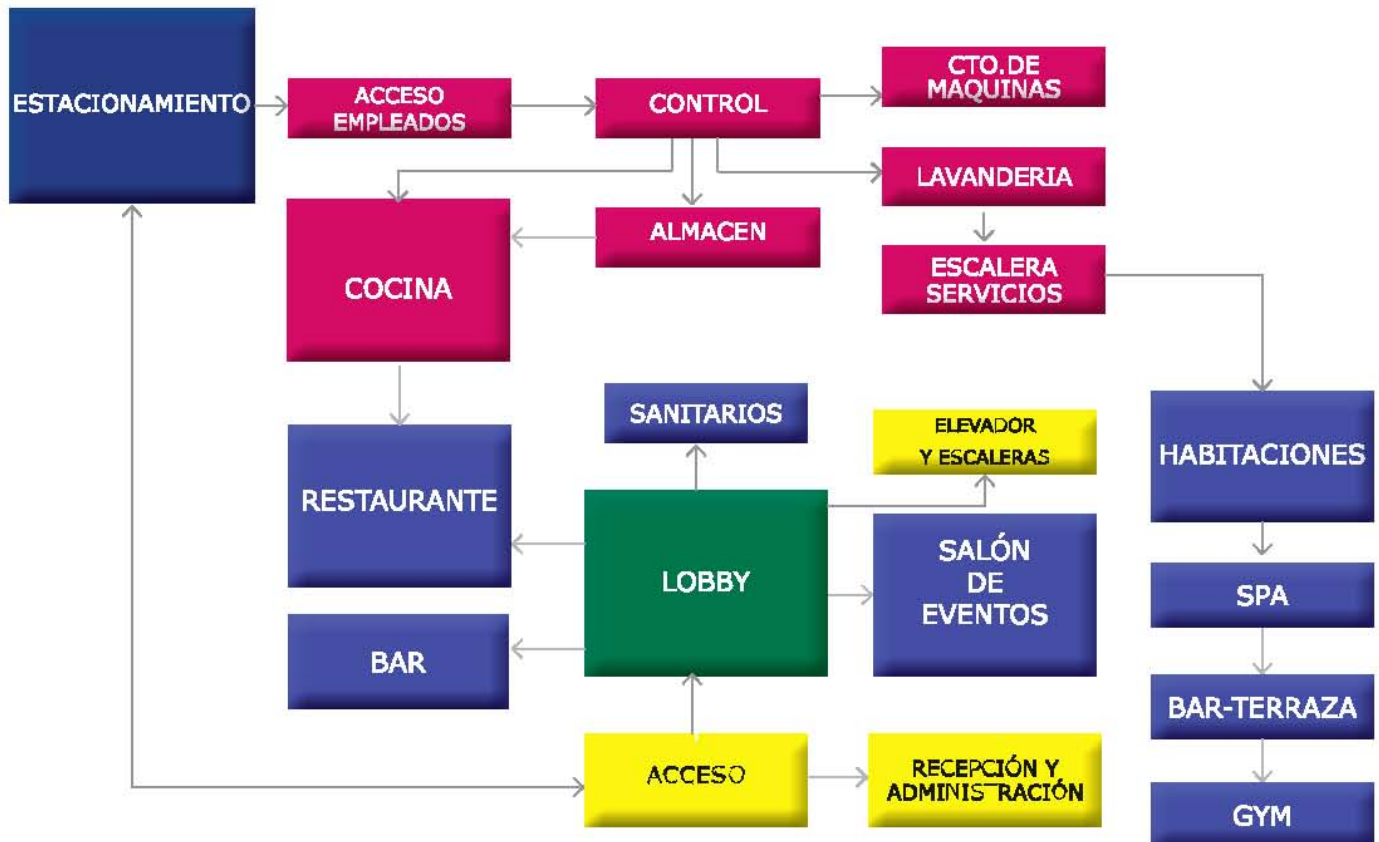 ESTACIONAMIENTO
ACCESO
EMPLEADOS
CONTROL
CTO.DE
MAQUINAS
LAVANDERIA
ALMACEN
ESCALERA
SERVICIOS
COCINA
SANITARIOS
ELEVADOR
Y ESCALERAS
HABITACIONES
RESTAURANTE
LOBBY
SALÓN
DE
EVENTOS
SPA
BAR
BAR-TERRAZA
ACCESO
RECEPCIÓN Y
ADMINISTRACIÓN
GYM